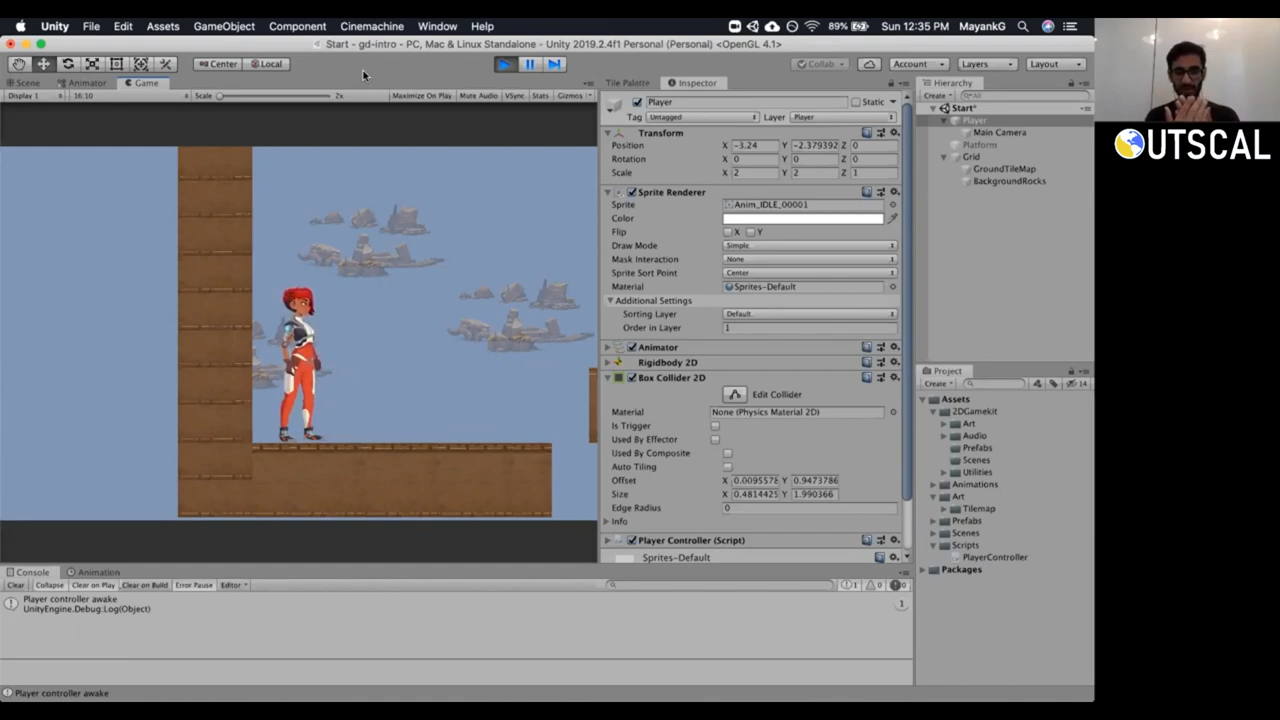 Unity File Edit Assets GameObject Component Cinemachine Window Help 89% Sun 12:35 PM MayankG
Start - gd-intro - PC, Mac & Linux Standalone - Unity 2019.2.4f1 Personal (Personal) <OpenGL 4.1>
Center Local Collab Account Layers Layout
Scene Animator Game Tile Palette Inspector Hierarchy
Display 1 16:10 Scale 2x Maximize On Play Mute Audio VSync Stats Gizmos
Create All
Player Static
Tag Untagged Layer Player
Transform
Position X -3.24 Y -2.379392 Z 0
Rotation X 0 Y 0 Z 0
Scale X 2 Y 2 Z 1
Sprite Renderer
Sprite Anim_IDLE_00001
Color
Flip X Y
Draw Mode Simple
Mask Interaction None
Sprite Sort Point Center
Material Sprites-Default
Additional Settings
Sorting Layer Default
Order in Layer 1
Animator
Rigidbody 2D
Box Collider 2D
Edit Collider
Material None (Physics Material 2D)
Is Trigger
Used By Effector
Used By Composite
Auto Tiling
Offset X 0.0095578 Y 0.9473786
Size X 0.4814425 Y 1.990366
Edge Radius 0
Info
Player Controller (Script)
Sprites-Default
Start*
Player
Main Camera
Platform
Grid
GroundTileMap
BackgroundRocks
Project
Create 14
Assets
2DGamekit
Art
Audio
Prefabs
Scenes
Utilities
Animations
Art
Tilemap
Prefabs
Scenes
Scripts
PlayerController
Packages
Console Animation
Clear Collapse Clear on Play Clear on Build Error Pause Editor 1 0 0
Player controller awake
UnityEngine.Debug:Log(Object)
1
Player controller awake
OUTSCAL